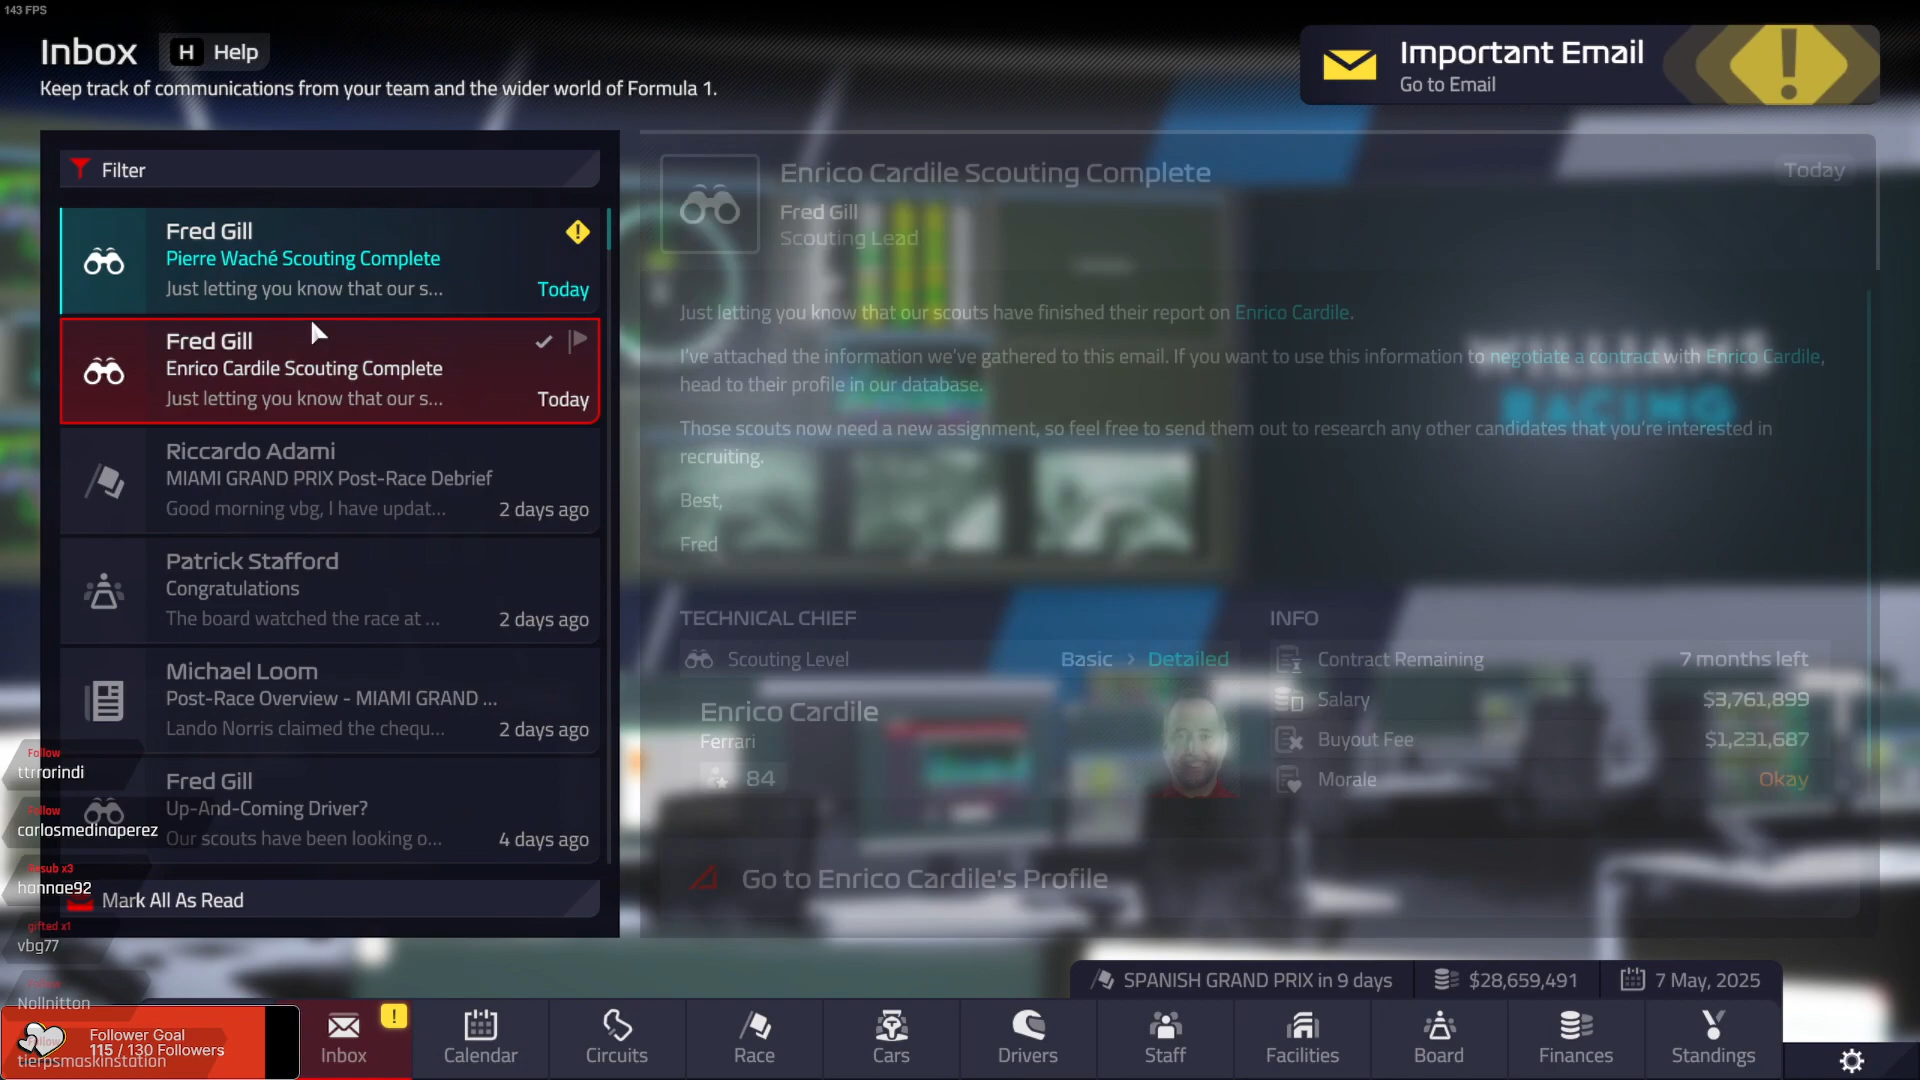 143 FPS
Inbox
H Help
Keep track of communications from your team and the wider world of Formula 1.
Important Email
Go to Email
Filter
Fred Gill
Pierre Waché Scouting Complete
Just letting you know that our s...
Today
Fred Gill
Enrico Cardile Scouting Complete
Just letting you know that our s...
Today
Riccardo Adami
MIAMI GRAND PRIX Post-Race Debrief
Good morning vbg, I have updat...
2 days ago
Patrick Stafford
Congratulations
The board watched the race at ...
2 days ago
Michael Loom
Post-Race Overview - MIAMI GRAND ...
Lando Norris claimed the chequ...
2 days ago
Fred Gill
Up-And-Coming Driver?
Our scouts have been looking o...
4 days ago
Mark All As Read
Enrico Cardile Scouting Complete
Today
Fred Gill
Scouting Lead
Just letting you know that our scouts have finished their report on Enrico Cardile.
I've attached the information we've gathered to this email. If you want to use this information to negotiate a contract with Enrico Cardile,
head to their profile in our database.
Those scouts now need a new assignment, so feel free to send them out to research any other candidates that you're interested in
recruiting.
Best,
Fred
WILLIAMS
RACING
TECHNICAL CHIEF
Scouting Level
Basic > Detailed
Enrico Cardile
Ferrari
84
INFO
Contract Remaining
7 months left
Salary
$3,761,899
Buyout Fee
$1,231,687
Morale
Okay
Go to Enrico Cardile's Profile
Follow
ttrrorindi
Follow
carlosmedinaperez
Resub x3
hannae92
gifted x1
vbg77
Follow
Nollnitton
Follow
tierpsmaskinstation
Follower Goal
115 / 130 Followers
SPANISH GRAND PRIX in 9 days
$28,659,491
7 May, 2025
Inbox
Calendar
Circuits
Race
Cars
Drivers
Staff
Facilities
Board
Finances
Standings